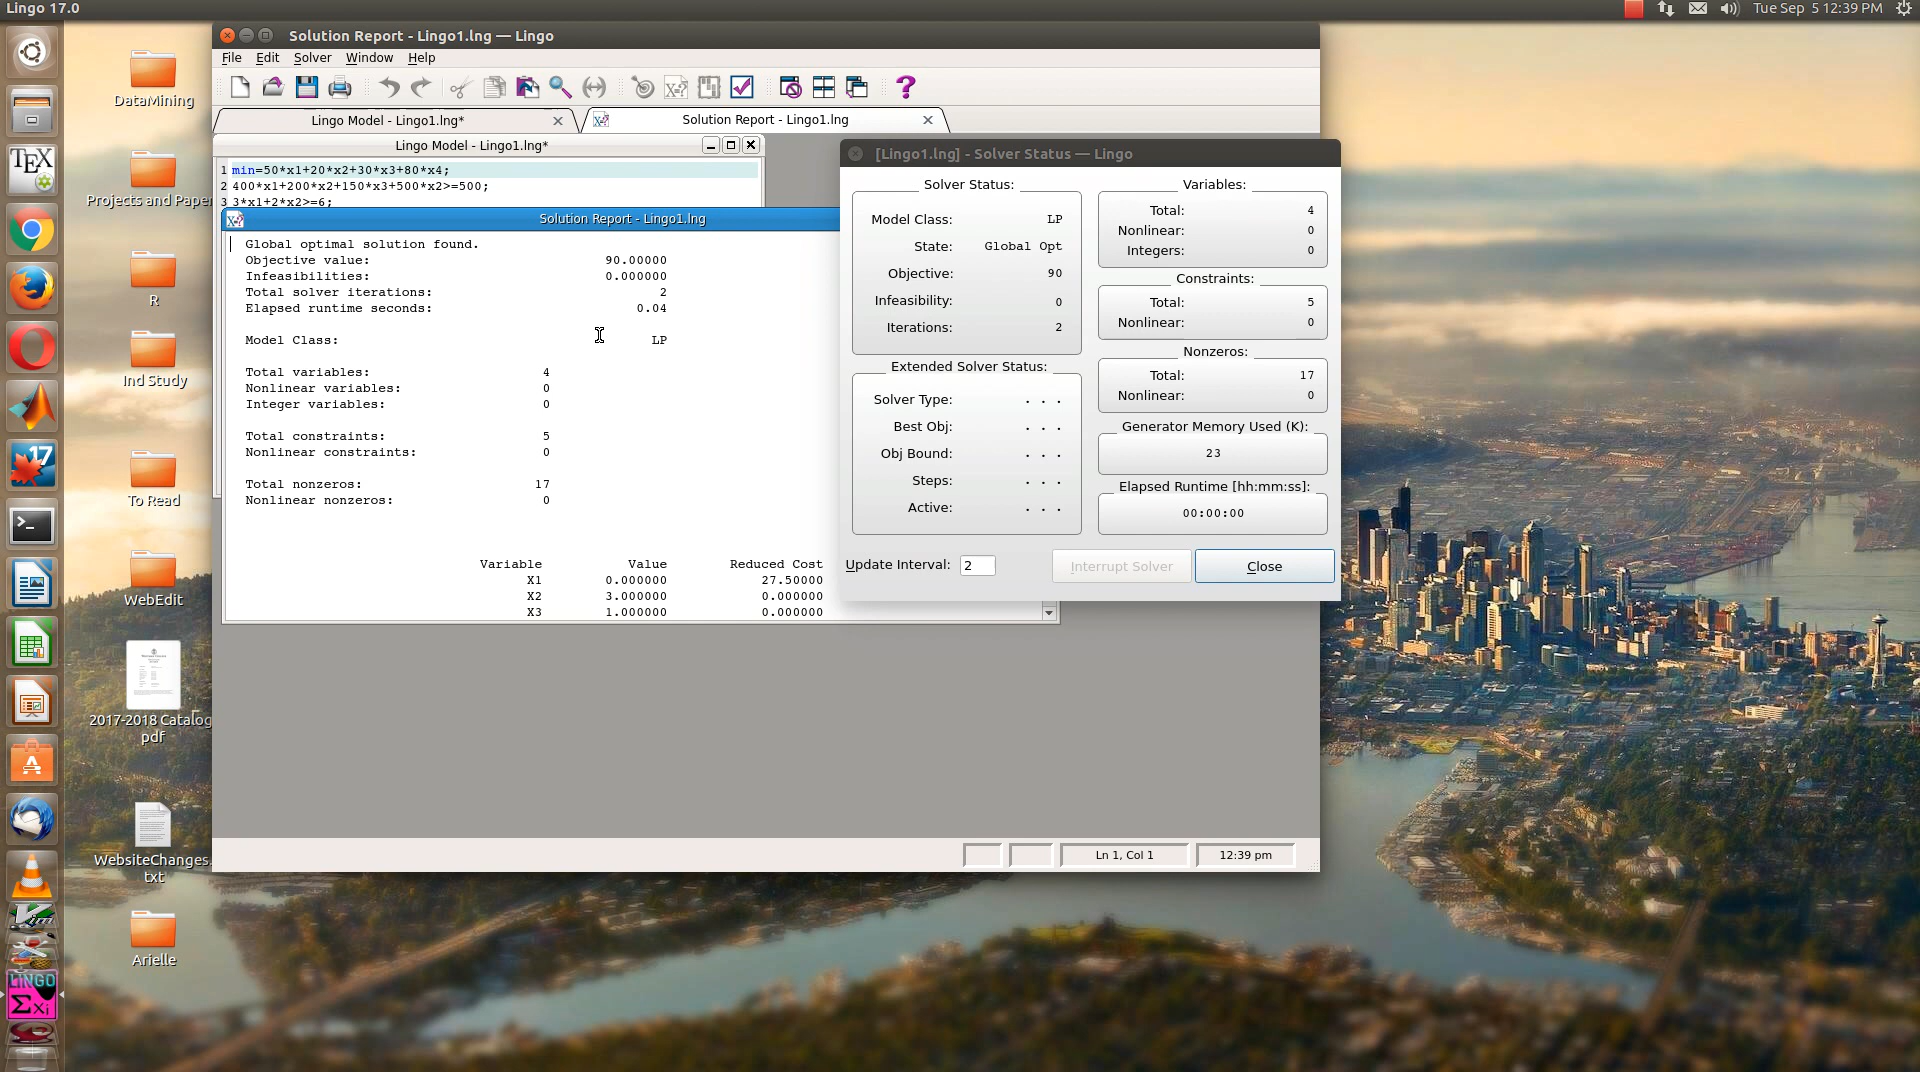 Lingo 17.0
Tue Sep 5 12:39 PM
DataMining
Projects and Paper
R
Ind Study
To Read
WebEdit
2017-2018 Catalog
pdf
WebsiteChanges.
txt
Arielle
TEX
17
LINGO
Σxi
Solution Report - Lingo1.lng — Lingo
File Edit Solver Window Help
Lingo Model - Lingo1.lng*
Solution Report - Lingo1.lng
Lingo Model - Lingo1.lng*
1 min=50*x1+20*x2+30*x3+80*x4;
2 400*x1+200*x2+150*x3+500*x2>=500;
3 3*x1+2*x2>=6;
Solution Report - Lingo1.lng
Global optimal solution found.
Objective value: 90.00000
Infeasibilities: 0.000000
Total solver iterations: 2
Elapsed runtime seconds: 0.04
Model Class: LP
Total variables: 4
Nonlinear variables: 0
Integer variables: 0
Total constraints: 5
Nonlinear constraints: 0
Total nonzeros: 17
Nonlinear nonzeros: 0
Variable Value Reduced Cost
X1 0.000000 27.50000
X2 3.000000 0.000000
X3 1.000000 0.000000
[Lingo1.lng] - Solver Status — Lingo
Solver Status:
Model Class: LP
State: Global Opt
Objective: 90
Infeasibility: 0
Iterations: 2
Extended Solver Status:
Solver Type: . . .
Best Obj: . . .
Obj Bound: . . .
Steps: . . .
Active: . . .
Variables:
Total: 4
Nonlinear: 0
Integers: 0
Constraints:
Total: 5
Nonlinear: 0
Nonzeros:
Total: 17
Nonlinear: 0
Generator Memory Used (K):
23
Elapsed Runtime [hh:mm:ss]:
00:00:00
Update Interval: 2
Interrupt Solver
Close
Ln 1, Col 1
12:39 pm